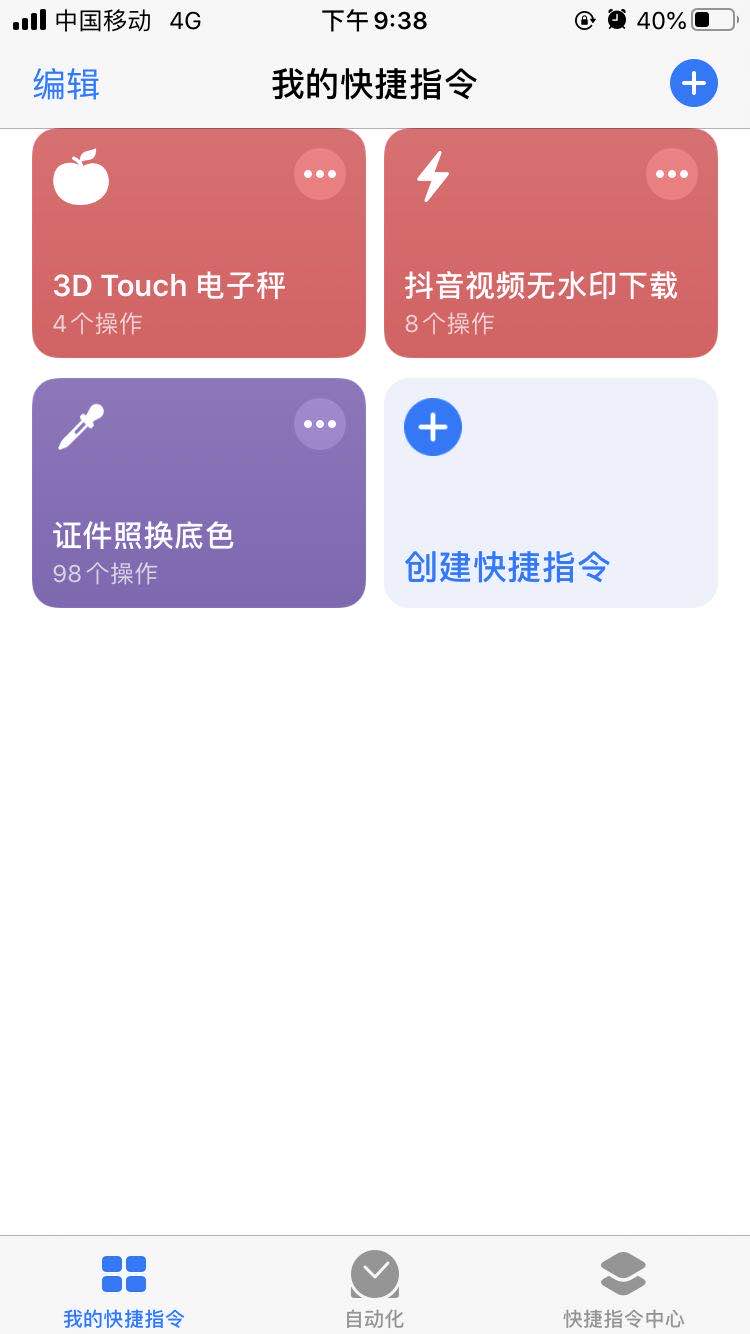 中国移动 4G 下午9:38 40%
编辑 我的快捷指令
3D Touch 电子秤
4个操作
抖音视频无水印下载
8个操作
证件照换底色
98个操作
创建快捷指令
我的快捷指令 自动化 快捷指令中心